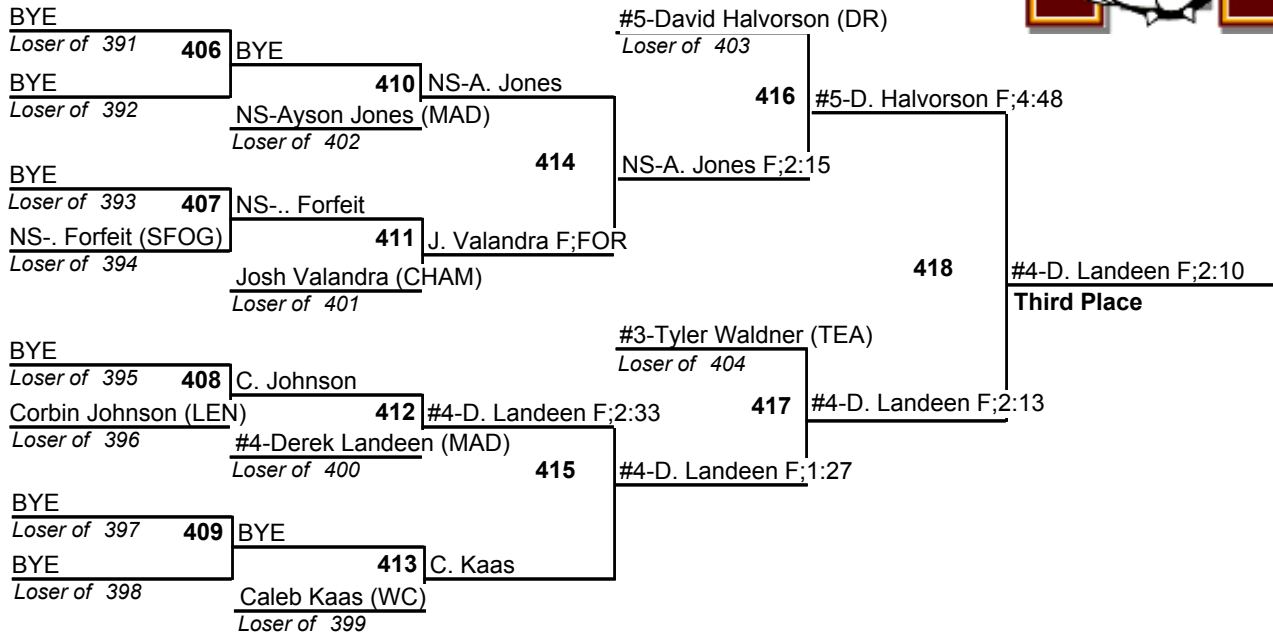 BYE
#5-David Halvorson (DR)
Loser of 391
406
BYE
Loser of 403
BYE
410
NS-A. Jones
416
#5-D. Halvorson F;4:48
Loser of 392
NS-Ayson Jones (MAD)
Loser of 402
414
NS-A. Jones F;2:15
BYE
Loser of 393
407
NS-.. Forfeit
NS-. Forfeit (SFOG)
411
J. Valandra F;FOR
Loser of 394
Josh Valandra (CHAM)
418
#4-D. Landeen F;2:10
Loser of 401
Third Place
#3-Tyler Waldner (TEA)
BYE
Loser of 404
Loser of 395
408
C. Johnson
Corbin Johnson (LEN)
412
#4-D. Landeen F;2:33
417
#4-D. Landeen F;2:13
Loser of 396
#4-Derek Landeen (MAD)
Loser of 400
415
#4-D. Landeen F;1:27
BYE
Loser of 397
409
BYE
BYE
413
C. Kaas
Loser of 398
Caleb Kaas (WC)
Loser of 399